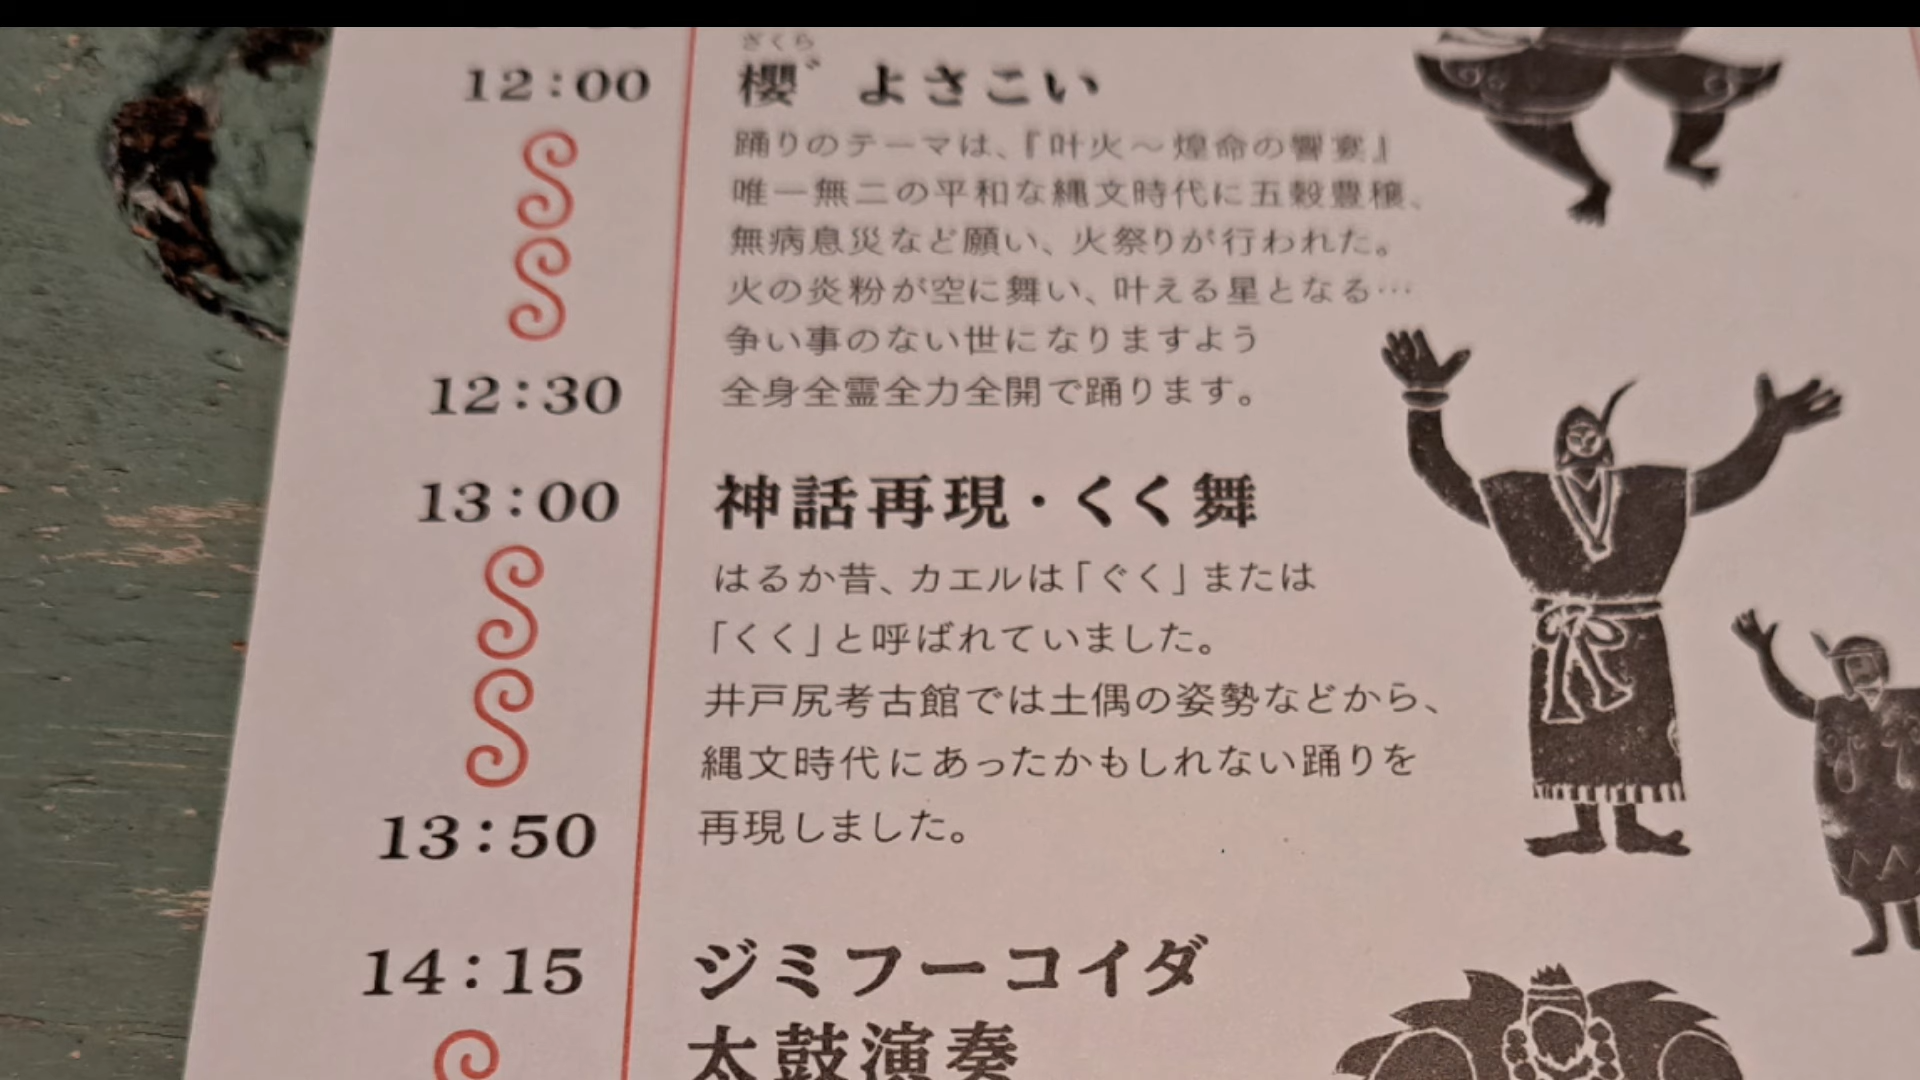 ざくら
12:00 櫻゛ よさこい
踊りのテーマは、『叶火〜煌命の響宴』
唯一無二の平和な縄文時代に五穀豊穣、
無病息災など願い、火祭りが行われた。
火の炎粉が空に舞い、叶える星となる…
争い事のない世になりますよう
12:30 全身全霊全力全開で踊ります。
13:00 神話再現・くく舞
はるか昔、カエルは「ぐく」または
「くく」と呼ばれていました。
井戸尻考古館では土偶の姿勢などから、
縄文時代にあったかもしれない踊りを
13:50 再現しました。
14:15 ジミフーコイダ
太鼓演奏